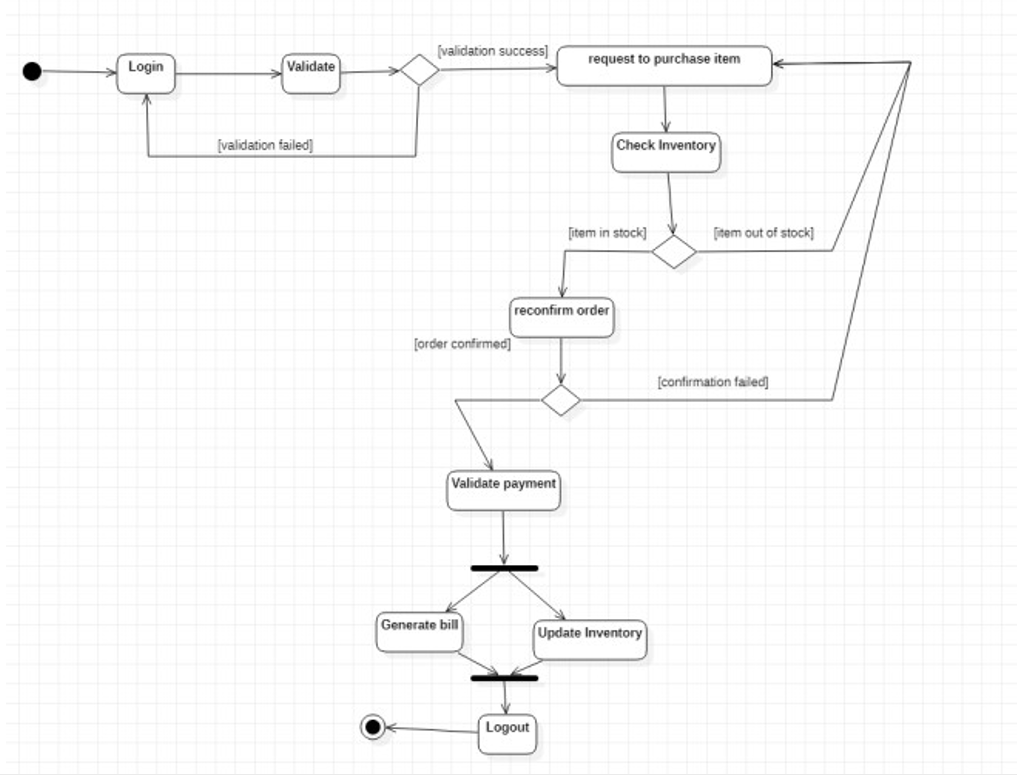 [validation success]
request to purchase item
Login
Validate
[validation failed]
Check Inventory
[item in stock]
[item out of stock]
reconfirm order
[order confirmed]
[confirmation failed]
Validate payment
Generate bill
Update Inventory
Logout